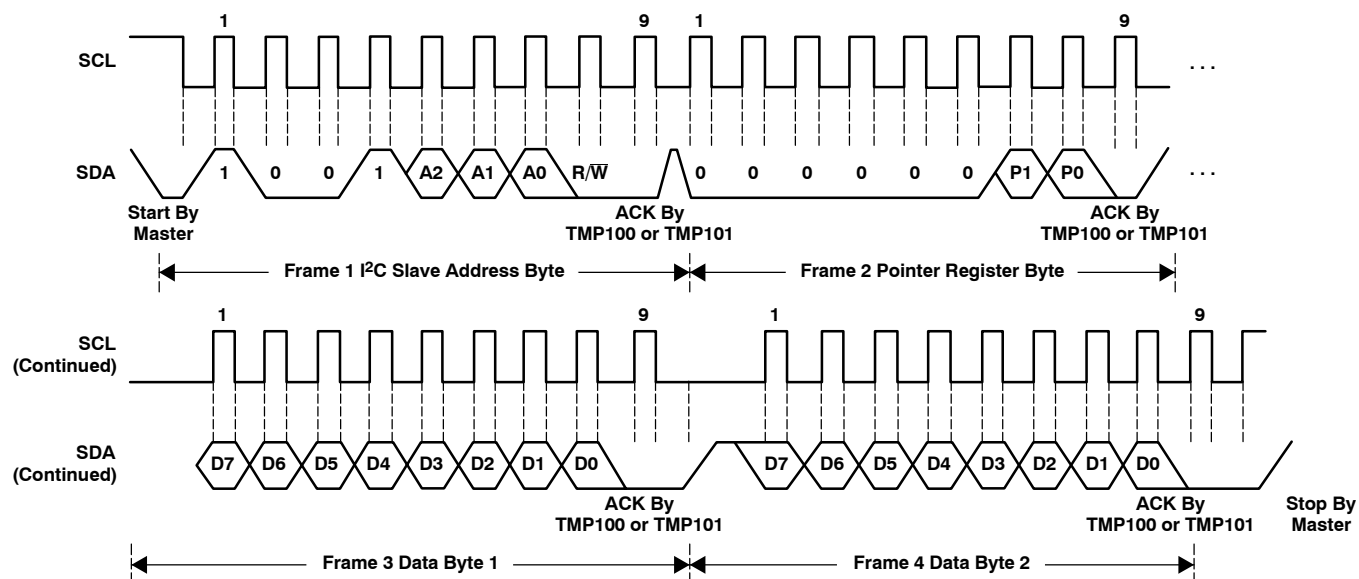 1 9 1 9
SCL ...
SDA 1 0 0 1 A2 A1 A0 R/W̅ 0 0 0 0 0 0 P1 P0 ...
Start By
Master
ACK By
TMP100 or TMP101
ACK By
TMP100 or TMP101
Frame 1 I²C Slave Address Byte
Frame 2 Pointer Register Byte
1 9 1 9
SCL
(Continued)
SDA
(Continued)
D7 D6 D5 D4 D3 D2 D1 D0 D7 D6 D5 D4 D3 D2 D1 D0
ACK By
TMP100 or TMP101
ACK By
TMP100 or TMP101
Stop By
Master
Frame 3 Data Byte 1
Frame 4 Data Byte 2